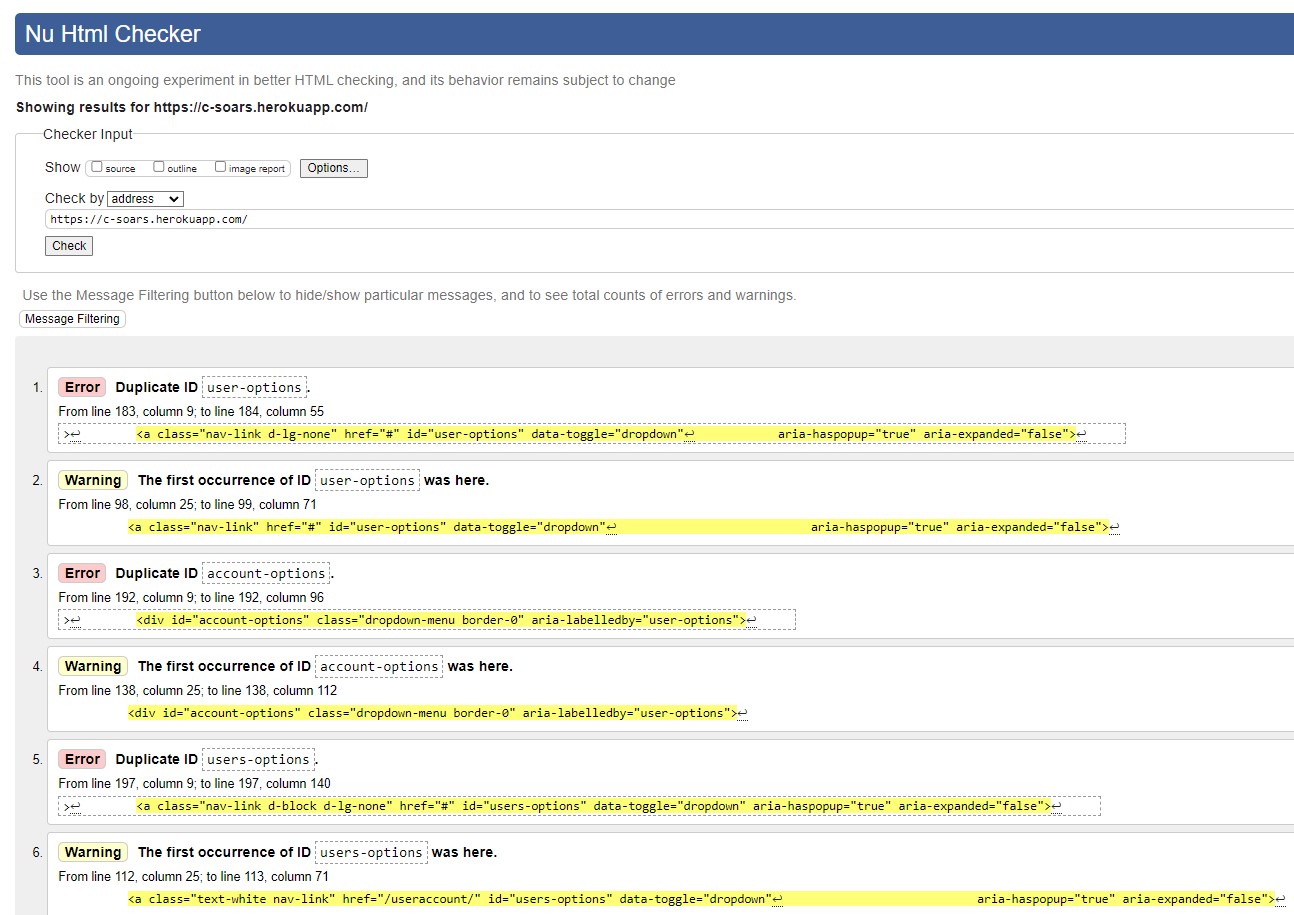 Nu Html Checker
This tool is an ongoing experiment in better HTML checking, and its behavior remains subject to change
Showing results for https://c-soars.herokuapp.com/
Checker Input
Show source outline image report Options...
Check by address
https://c-soars.herokuapp.com/
Check
Use the Message Filtering button below to hide/show particular messages, and to see total counts of errors and warnings.
Message Filtering
1. Error Duplicate ID user-options.
From line 183, column 9; to line 184, column 55
>↩ <a class="nav-link d-lg-none" href="#" id="user-options" data-toggle="dropdown"↩ aria-haspopup="true" aria-expanded="false">↩
2. Warning The first occurrence of ID user-options was here.
From line 98, column 25; to line 99, column 71
<a class="nav-link" href="#" id="user-options" data-toggle="dropdown"↩ aria-haspopup="true" aria-expanded="false">↩
3. Error Duplicate ID account-options.
From line 192, column 9; to line 192, column 96
>↩ <div id="account-options" class="dropdown-menu border-0" aria-labelledby="user-options">↩
4. Warning The first occurrence of ID account-options was here.
From line 138, column 25; to line 138, column 112
<div id="account-options" class="dropdown-menu border-0" aria-labelledby="user-options">↩
5. Error Duplicate ID users-options.
From line 197, column 9; to line 197, column 140
>↩ <a class="nav-link d-block d-lg-none" href="#" id="users-options" data-toggle="dropdown" aria-haspopup="true" aria-expanded="false">↩
6. Warning The first occurrence of ID users-options was here.
From line 112, column 25; to line 113, column 71
<a class="text-white nav-link" href="/useraccount/" id="users-options" data-toggle="dropdown"↩ aria-haspopup="true" aria-expanded="false">↩